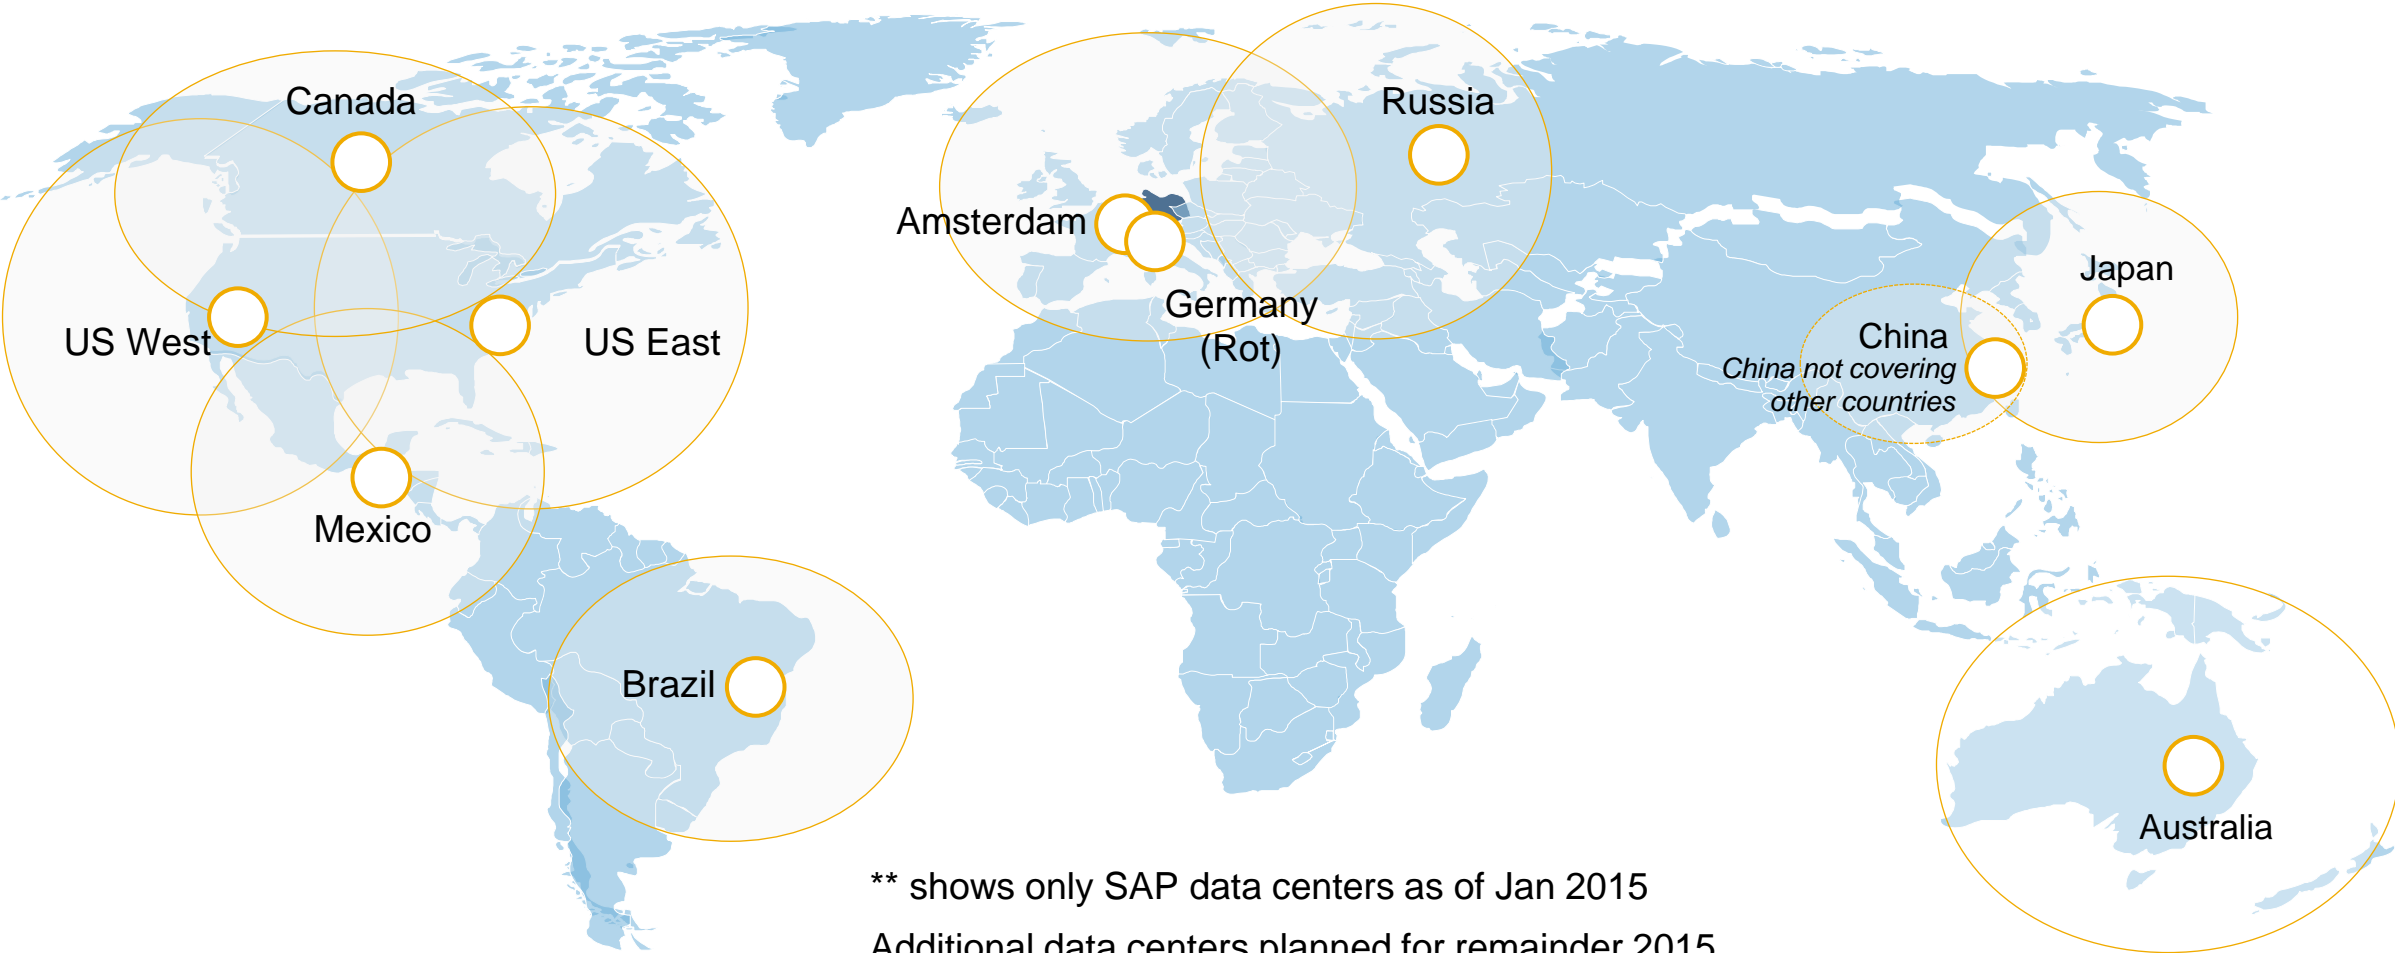 Canada
Russia
Amsterdam
Germany
(Rot)
Japan
US West
US East
China
China not covering
other countries
Mexico
Brazil
Australia
** shows only SAP data centers as of Jan 2015
Additional data centers planned for remainder 2015